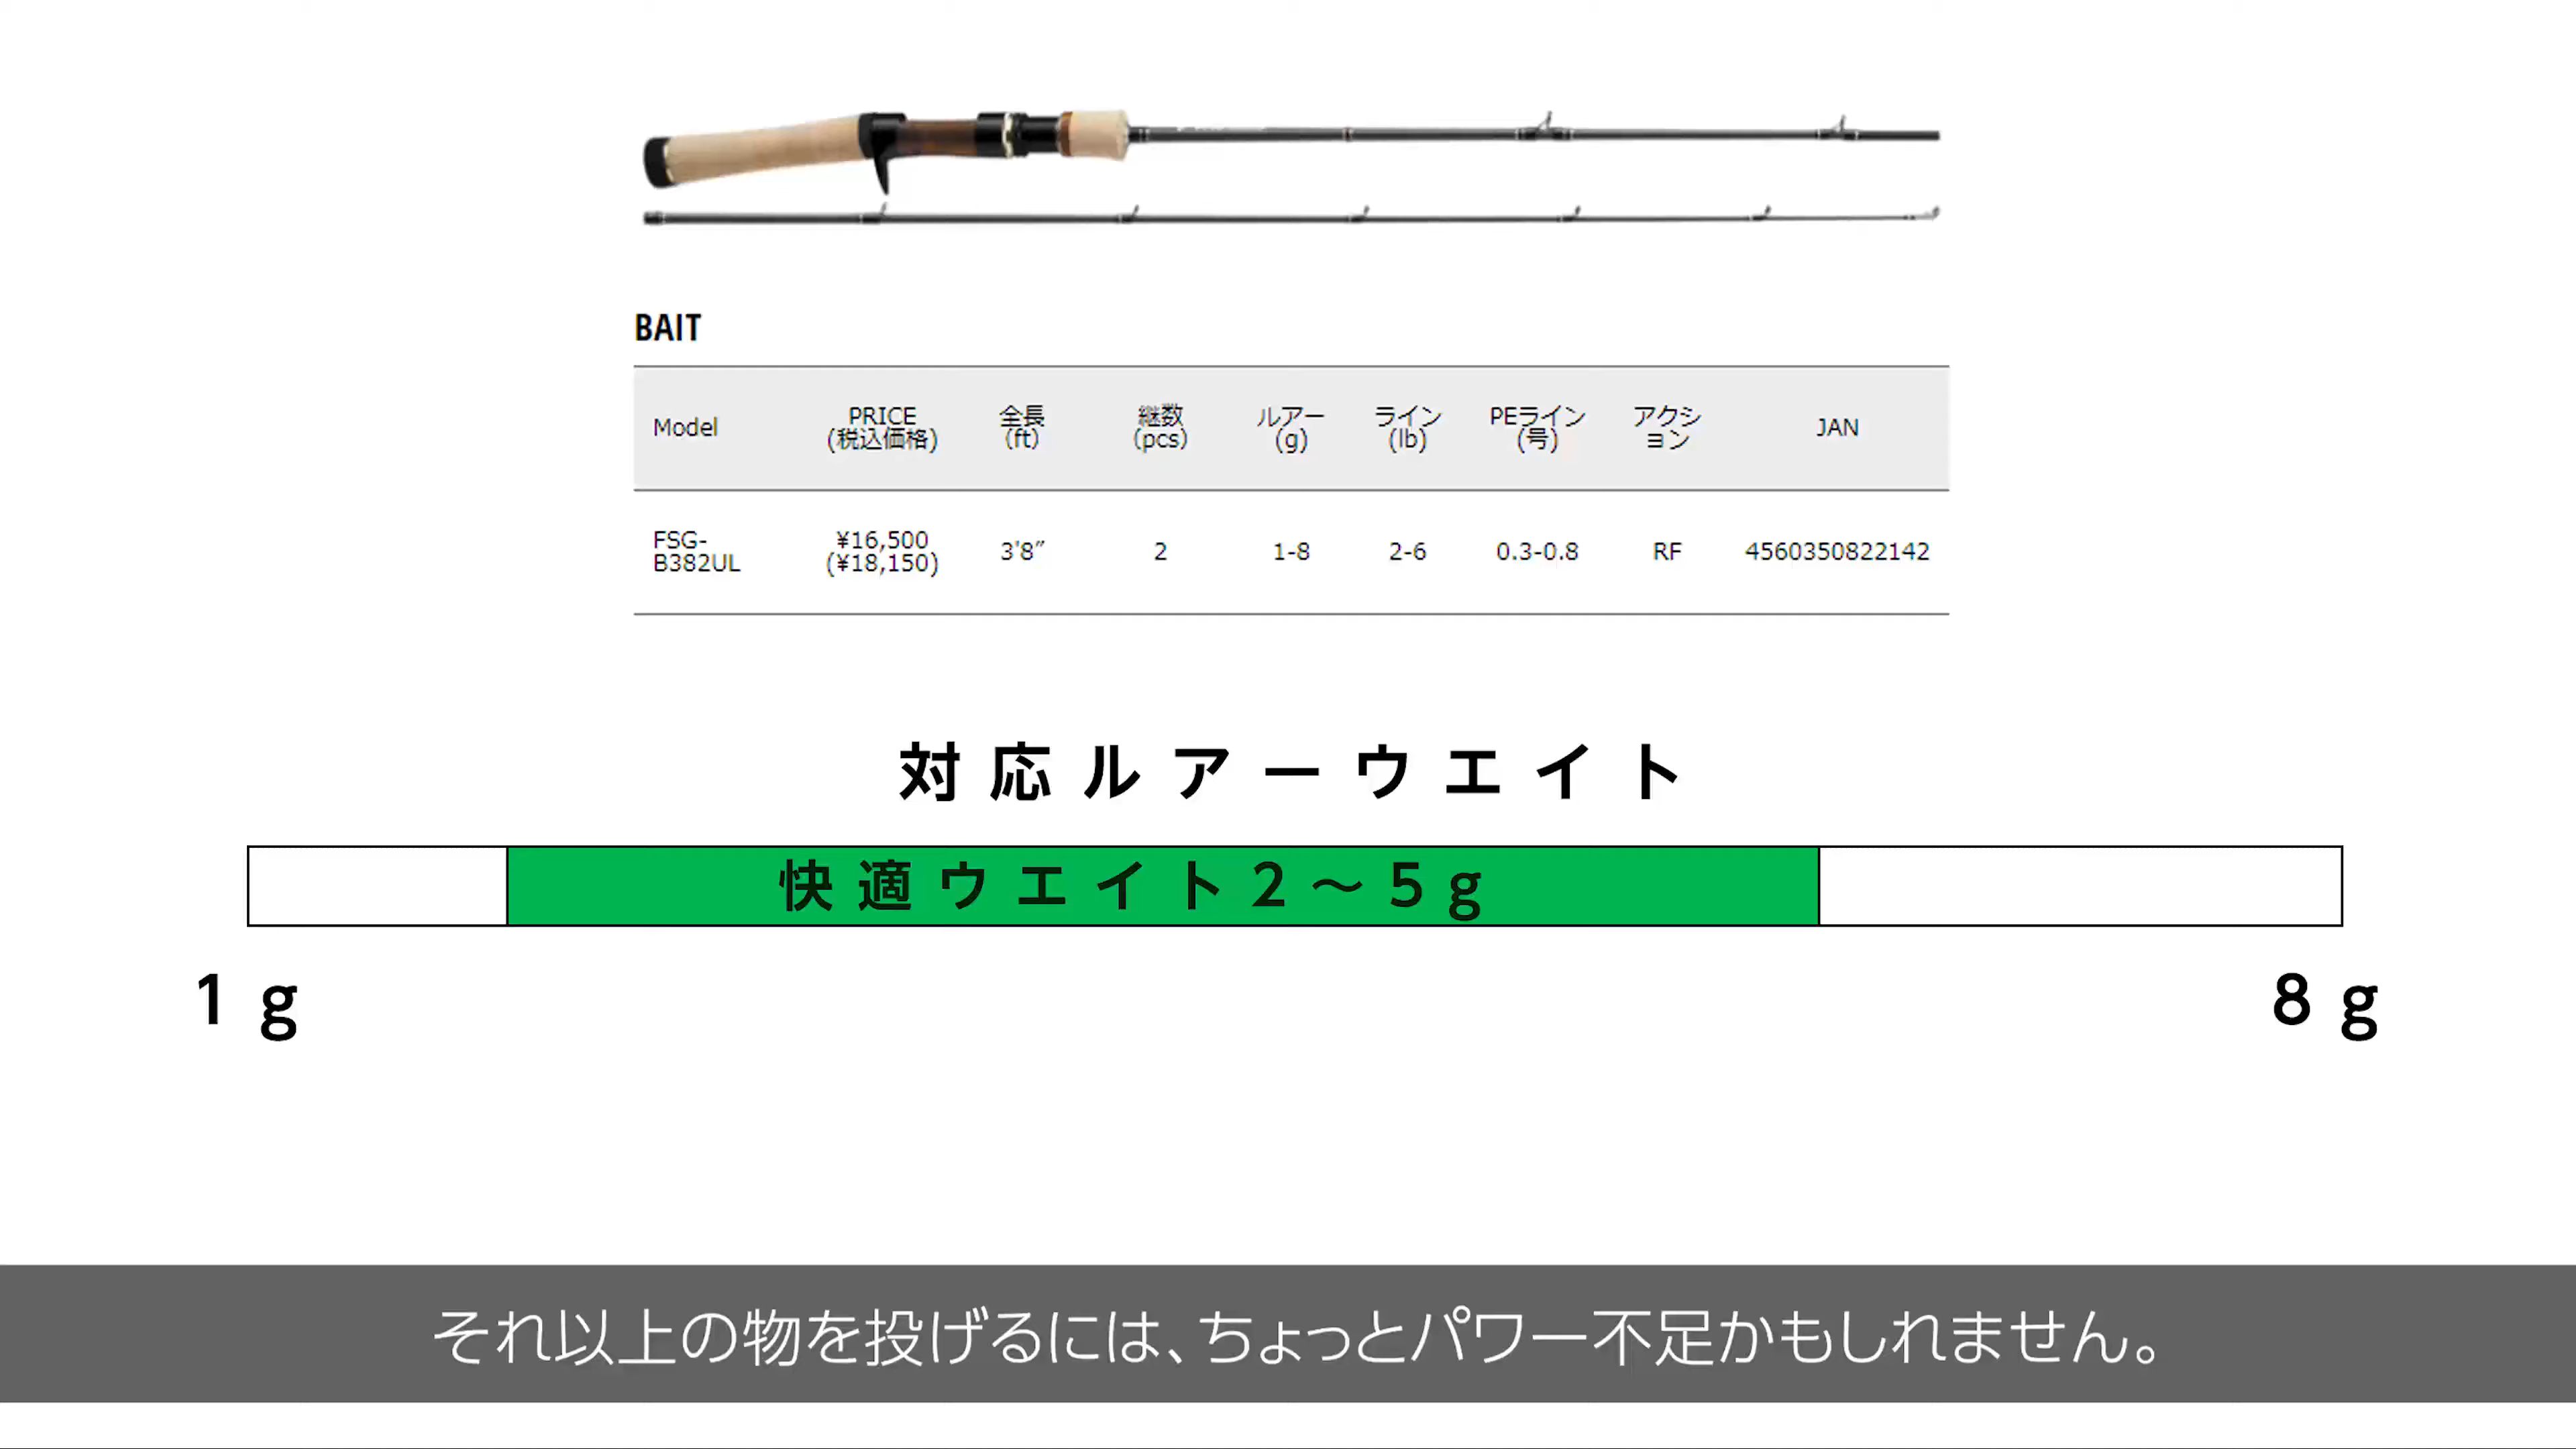 BAIT
Model
PRICE
(税込価格)
全長
(ft)
継数
(pcs)
ルアー
(g)
ライン
(lb)
PEライン
(号)
アクシ
ョン
JAN
FSG-
B382UL
¥16,500
(¥18,150)
3'8″
2
1-8
2-6
0.3-0.8
RF
4560350822142
対応ルアーウエイト
快適ウエイト2～5g
1g
8g
それ以上の物を投げるには、ちょっとパワー不足かもしれません。